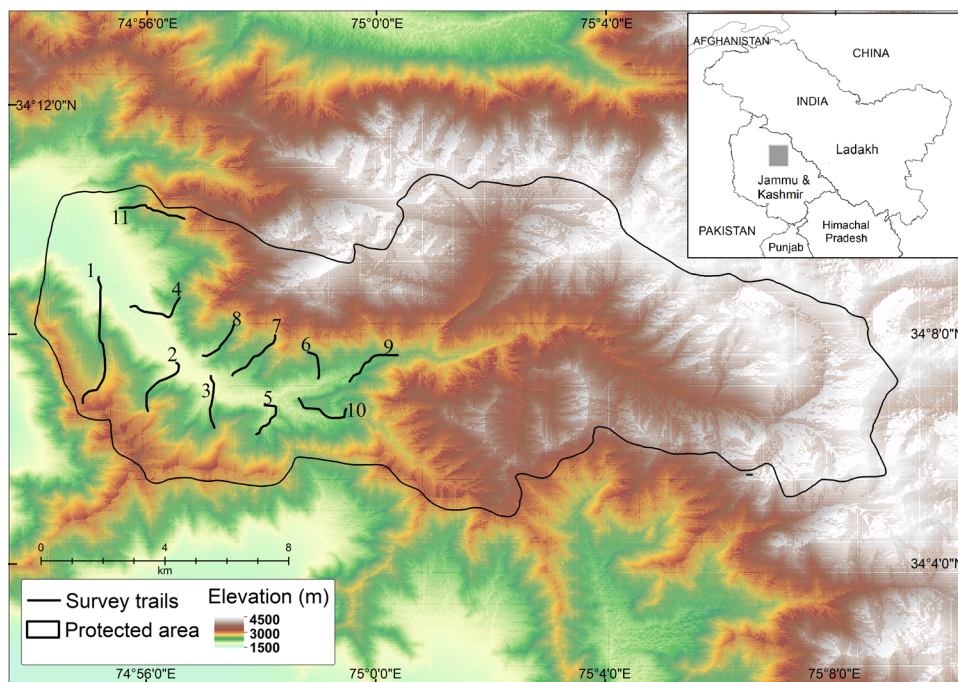 74°56'0"E
75°0'0"E
75°4'0"E
AFGHANISTAN
CHINA
INDIA
Ladakh
Jammu &
Kashmir
PAKISTAN
Himachal
Pradesh
Punjab
34°12'0"N
11
1
4
8
7
34°8'0"N
6
9
2
3
5
10
0
4
8
km
34°4'0"N
Survey trails
Protected area
Elevation (m)
4500
3000
1500
74°56'0"E
75°0'0"E
75°4'0"E
75°8'0"E